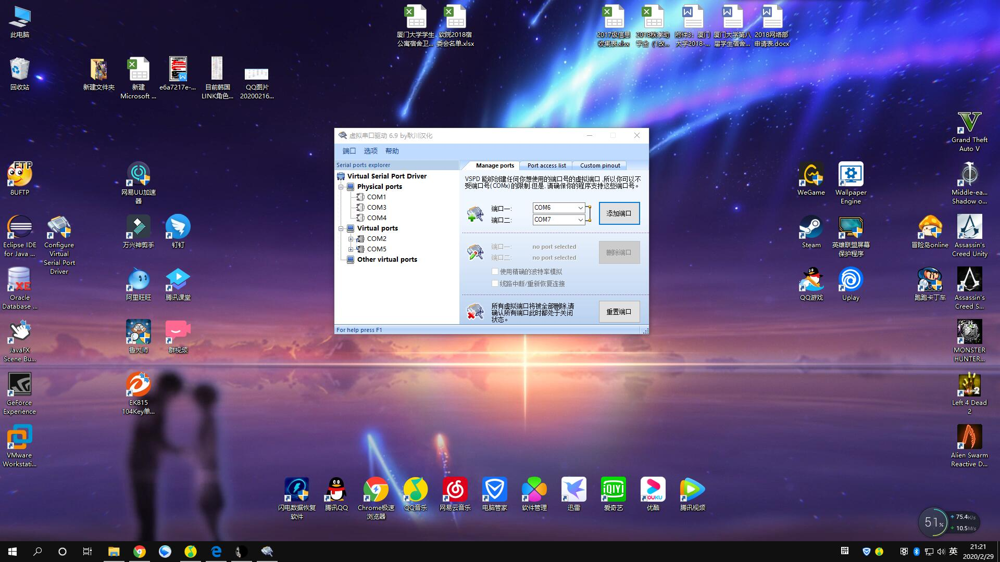 此电脑
厦门大学学生
公寓宿舍卫...
软院2018宿
委会名单.xlsx
2017级信息
收集表.xlsx
2018秋季助
学金（1改...
附件3：厦门
大学2018-...
厦门大学第八
届学生宿舍...
2018网络部
申请表.docx
回收站
新建文件夹
新建
Microsoft ...
e6a7217e-...
目前韩国
LINK角色...
QQ图片
20200216...
Grand Theft
Auto V
虚拟串口驱动 6.9 by耿川汉化
端口 选项 帮助
Serial ports explorer
Virtual Serial Port Driver
Physical ports
COM1
COM3
COM4
Virtual ports
COM2
COM5
Other virtual ports
Manage ports
Port access list
Custom pinout
VSPD 能够创建任何你想使用的端口号的虚拟端口 .所以你可以不
受端口号(COMx)的限制.但是. 请确保你的程序支持这些端口号。
端口一: COM6
端口二: COM7
添加端口
端口一: no port selected
端口二: no port selected
删除端口
使用精确的波特率模拟
线路中断/重新恢复连接
所有虚拟端口将被全部删除.请
确认所有端口此时都处于关闭
状态。
重置端口
For help press F1
8UFTP
网易UU加速
器
WeGame
Wallpaper
Engine
Middle-ea...
Shadow o...
Eclipse IDE
for Java ...
Configure
Virtual
Serial Port
Driver
万兴神剪手
钉钉
Steam
英雄联盟屏幕
保护程序
冒险岛online
Assassin's
Creed Unity
Oracle
Database ...
阿里旺旺
腾讯课堂
QQ游戏
Uplay
跑跑卡丁车
Assassin's
Creed S...
JavaFX
Scene Bu...
鲁大师
群视频
MONSTER
HUNTER...
GeForce
Experience
EK815
104Key单...
Left 4 Dead
2
VMware
Workstati...
Alien Swarm
Reactive D...
闪电数据恢复
软件
腾讯QQ
Chrome极速
浏览器
QQ音乐
网易云音乐
电脑管家
软件管理
迅雷
爱奇艺
优酷
腾讯视频
51%
75.4K/s
10.5M/s
拼
英
21:21
2020/2/29